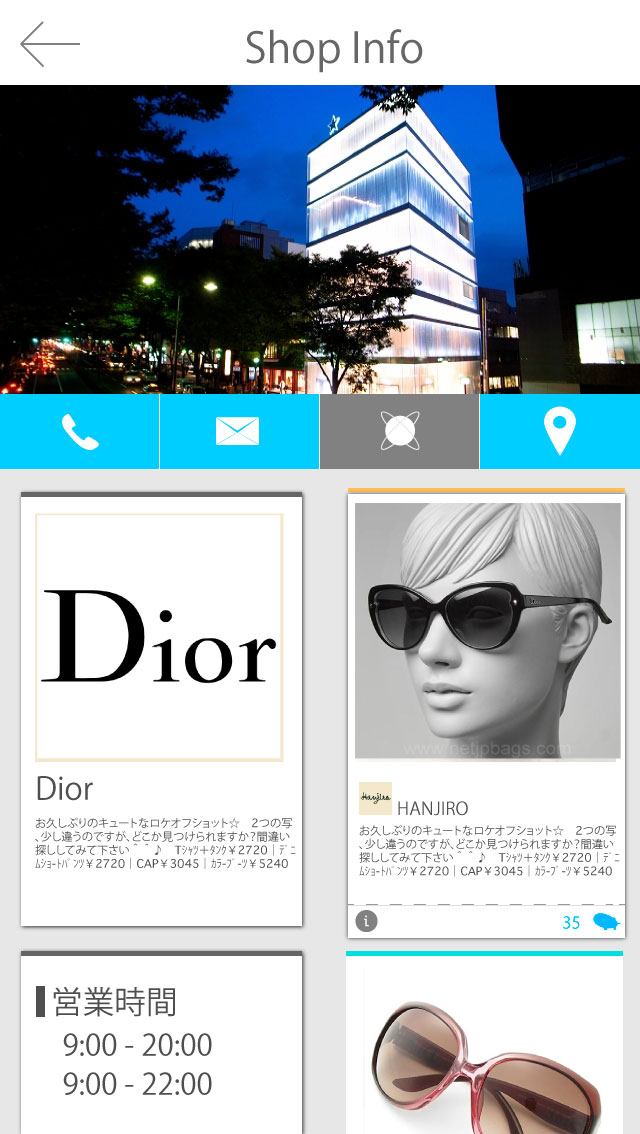 Shop Info
Dior
Dior
お久しぶりのキュートなロケオフショット☆　2つの写
、少し違うのですが、どこか見つけられますか？間違い
探ししてみて下さい＾＾♪　Tｼｬﾂ＋ﾀﾝｸ￥2720｜ﾃﾞﾆ
ﾑｼｮｰﾄﾊﾟﾝﾂ￥2720｜CAP￥3045｜ｶﾗｰﾌﾞｰﾂ￥5240
www.netjpbags.com
Hanjiro
HANJIRO
お久しぶりのキュートなロケオフショット☆　2つの写
、少し違うのですが、どこか見つけられますか？間違い
探ししてみて下さい＾＾♪　Tｼｬﾂ＋ﾀﾝｸ￥2720｜ﾃﾞﾆ
ﾑｼｮｰﾄﾊﾟﾝﾂ￥2720｜CAP￥3045｜ｶﾗｰﾌﾞｰﾂ￥5240
i
35
営業時間
9:00 - 20:00
9:00 - 22:00